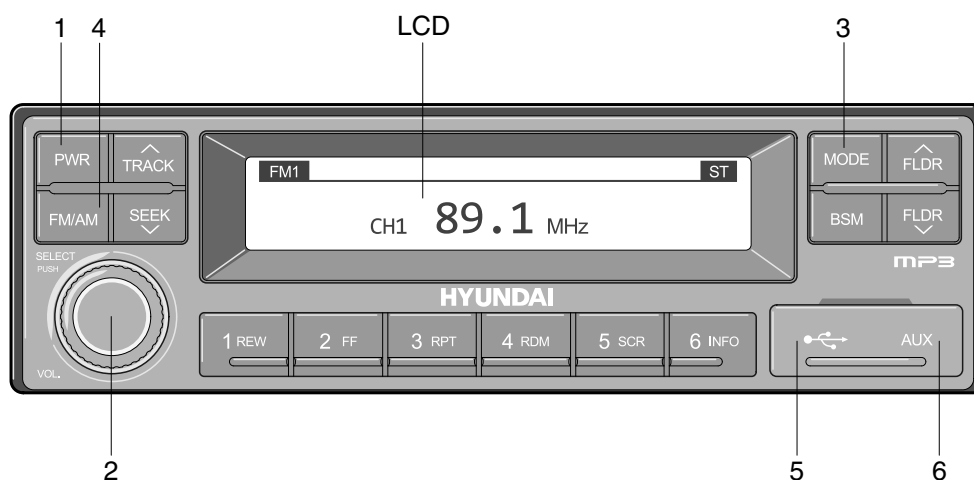 1 4 LCD 3
PWR TRACK
FM/AM SEEK
FM1 ST
CH1 89.1 MHz
MODE FLDR
BSM FLDR
MP3
SELECT
PUSH
VOL.
HYUNDAI
1 REW 2 FF 3 RPT 4 RDM 5 SCR 6 INFO
AUX
2 5 6